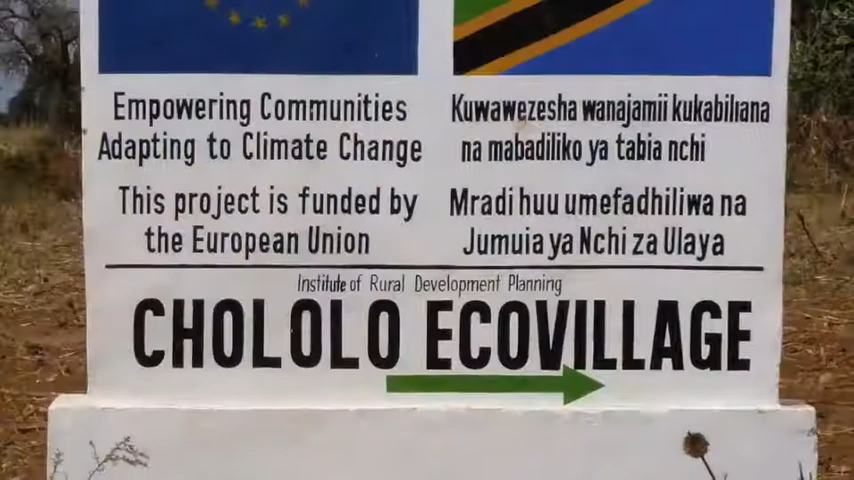 Empowering Communities
Adapting to Climate Change
This project is funded by
the European Union
Kuwawezesha wanajamii kukabiliana
na mabadiliko ya tabia nchi
Mradi huu umefadhiliwa na
Jumuia ya Nchi za Ulaya
Institute of Rural Development Planning
CHOLOLO ECOVILLAGE